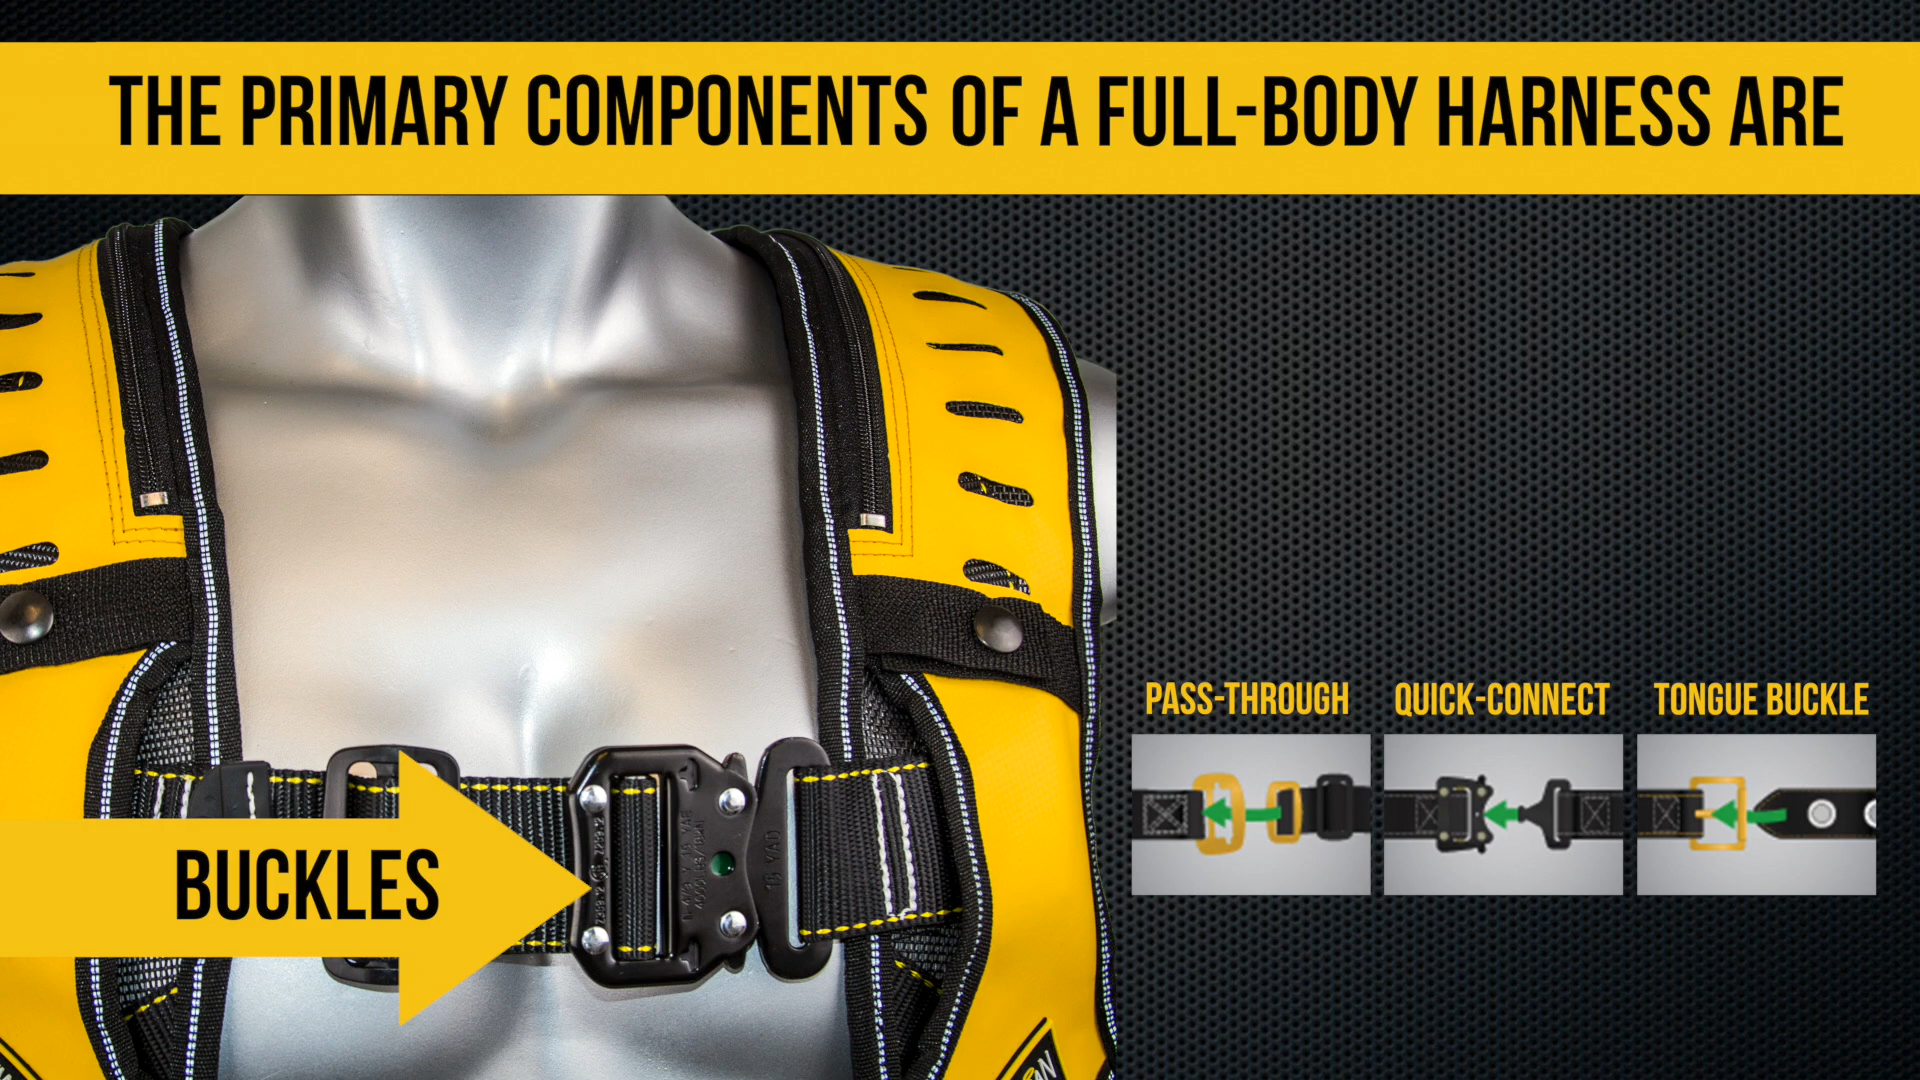 THE PRIMARY COMPONENTS OF A FULL-BODY HARNESS ARE
PASS-THROUGH
QUICK-CONNECT
TONGUE BUCKLE
BUCKLES